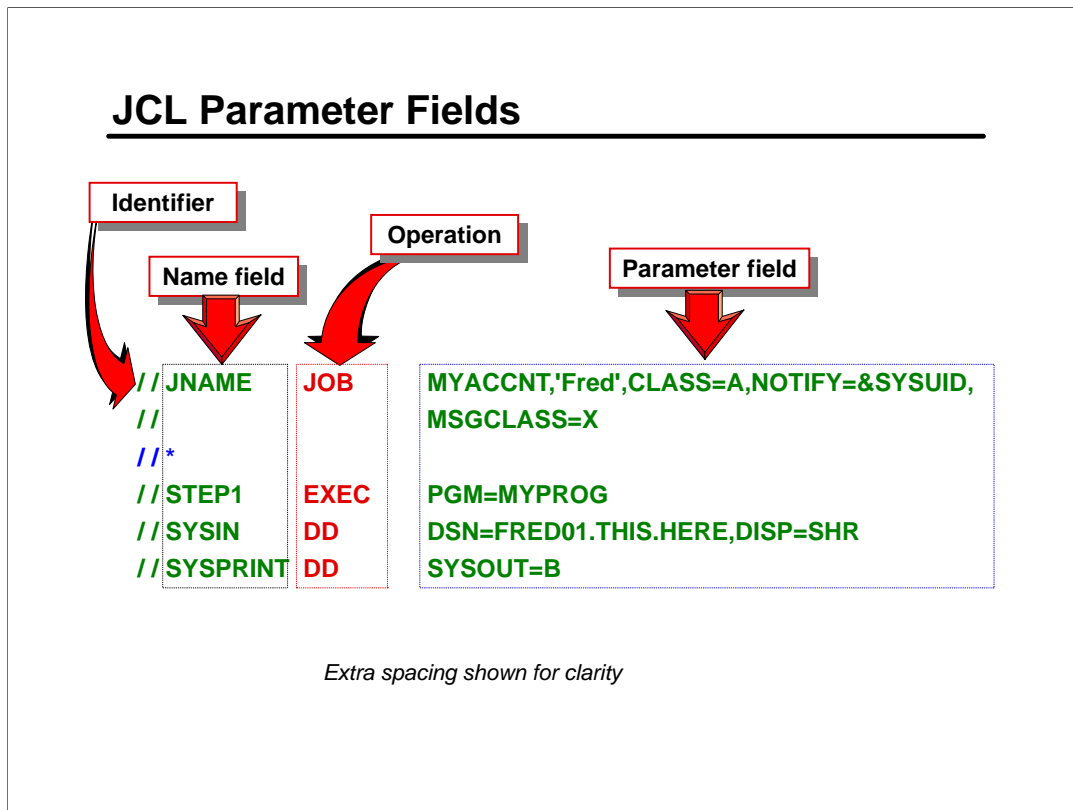 JCL Parameter Fields
Identifier
Operation
Name field
Parameter field
//JNAME JOB MYACCNT,'Fred',CLASS=A,NOTIFY=&SYSUID,
// MSGCLASS=X
//*
//STEP1 EXEC PGM=MYPROG
//SYSIN DD DSN=FRED01.THIS.HERE,DISP=SHR
//SYSPRINT DD SYSOUT=B
Extra spacing shown for clarity